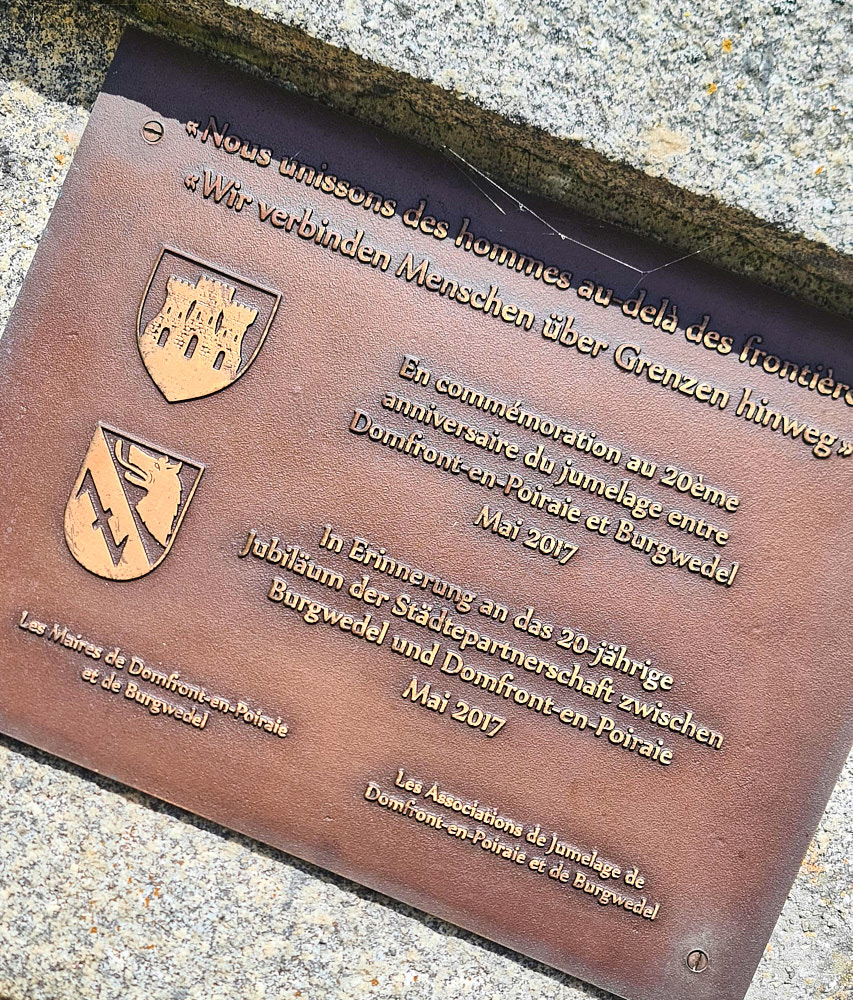 «Nous unissons des hommes au-delà des frontière
«Wir verbinden Menschen über Grenzen hinweg»
En commémoration au 20ème
anniversaire du jumelage entre
Domfront-en-Poiraie et Burgwedel
Mai 2017
In Erinnerung an das 20-jährige
Jubiläum der Städtepartnerschaft zwischen
Burgwedel und Domfront-en-Poiraie
Mai 2017
Les Maires de Domfront-en-Poiraie
et de Burgwedel
Les Associations de Jumelage de
Domfront-en-Poiraie et de Burgwedel